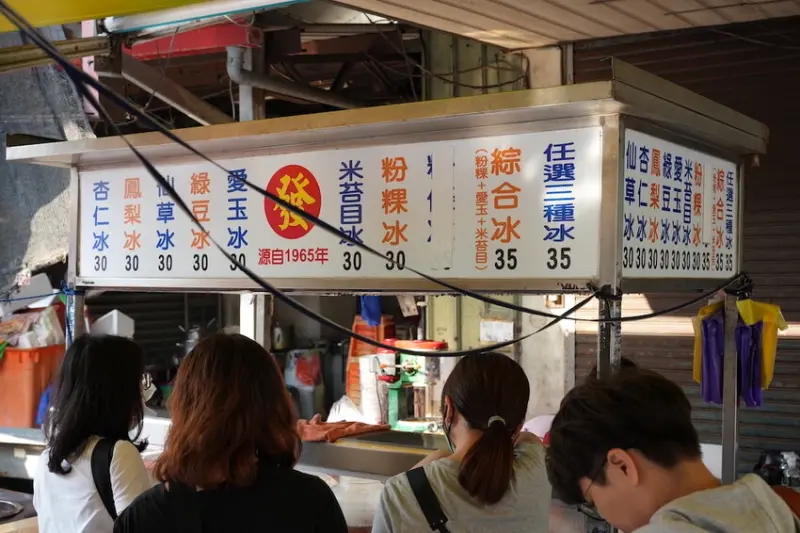 杏仁冰 30
鳳梨冰 30
仙草冰 30
綠豆冰 30
愛玉冰 30
發
源自1965年
米苔目冰 30
粉粿冰 30
綜合冰 35
(粉粿+愛玉+米苔目)
任選三種冰 35
仙草冰 30
杏仁冰 30
鳳梨冰 30
綠豆冰 30
愛玉冰 30
米苔目冰 30
粉粿冰 30
綜合冰 35
任選三種冰 35